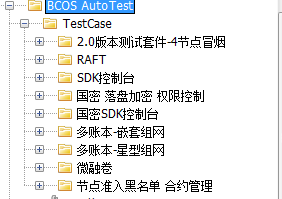 BCOS AutoTest
TestCase
2.0版本测试套件-4节点冒烟
RAFT
SDK控制台
国密 落盘加密 权限控制
国密SDK控制台
多账本-嵌套组网
多账本-星型组网
微融卷
节点准入黑名单 合约管理